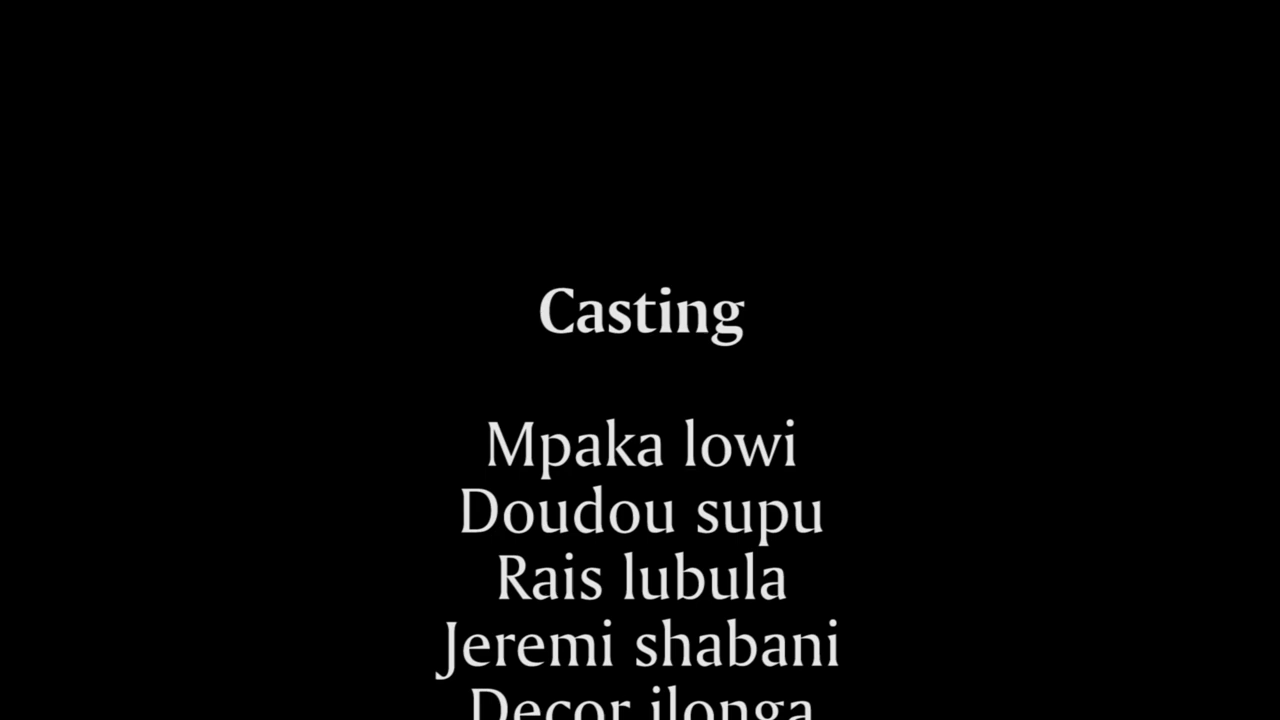 Casting
Mpaka lowi
Doudou supu
Rais lubula
Jeremi shabani
Decor ilonga